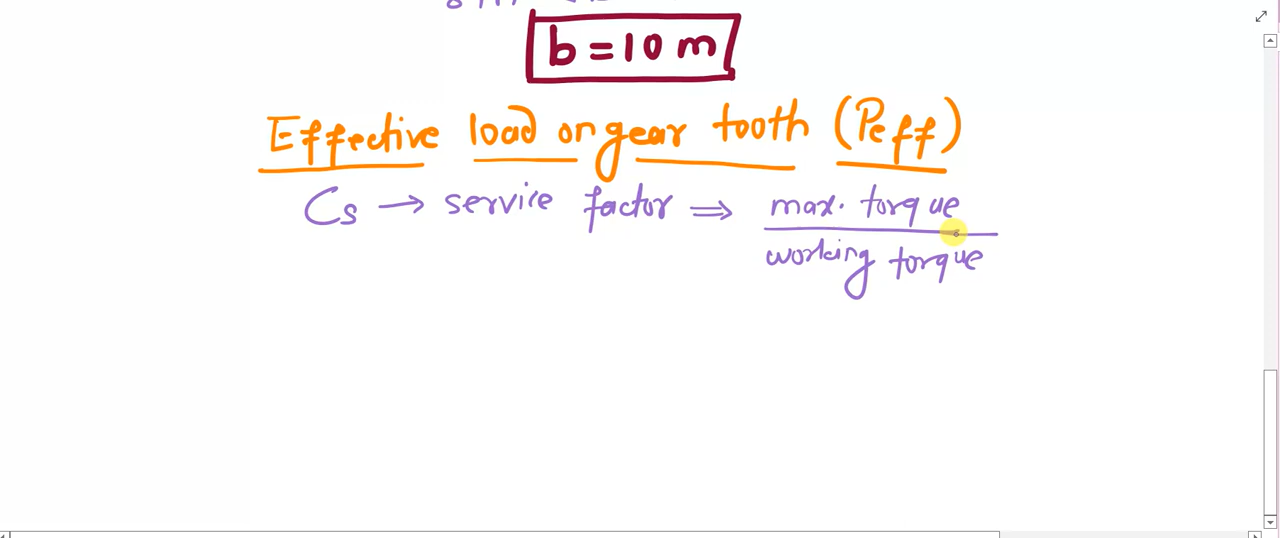 b = 10 m
Effective load on gear tooth (Peff)
Cs → service factor ⇒ max. torque
working torque